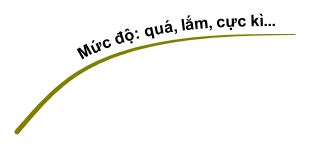 Mức độ: quá, lắm, cực kì...